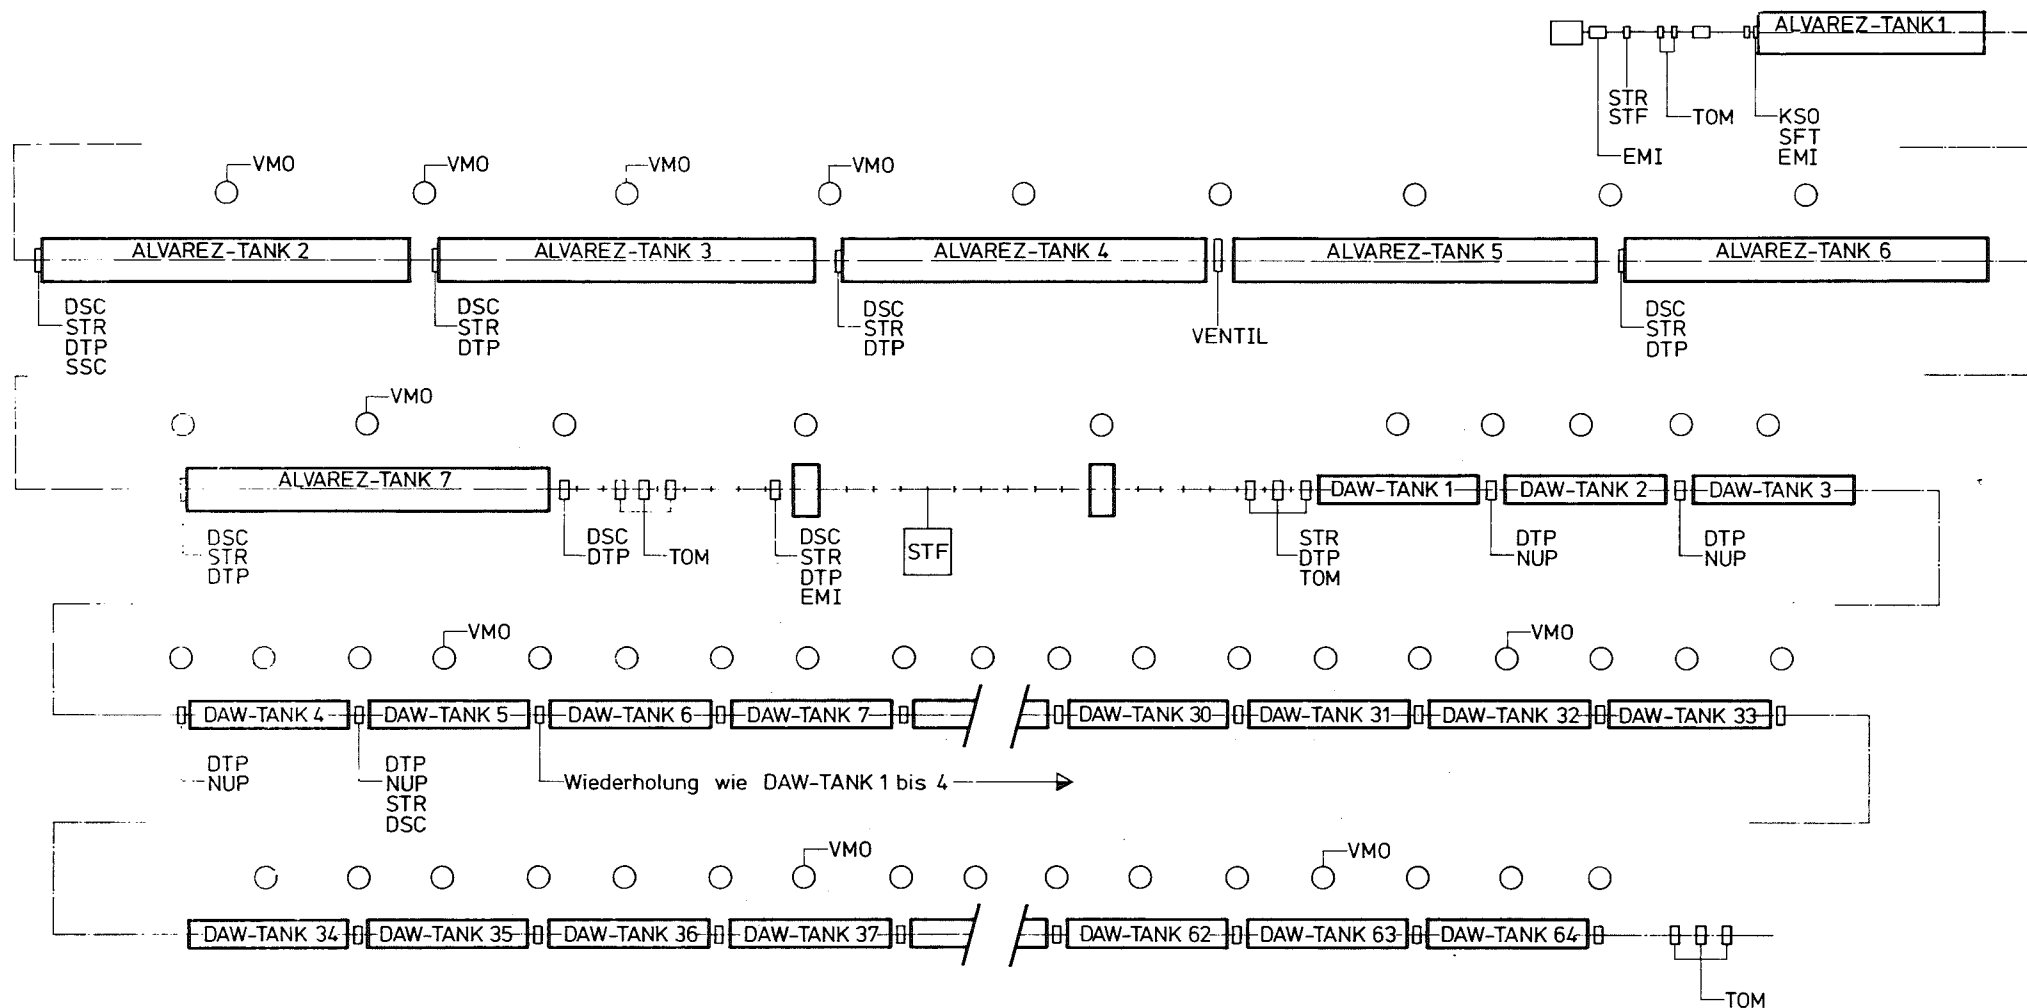 ALVAREZ-TANK 1
STR
STF
TOM
KSO
SFT
EMI
EMI
VMO
VMO
VMO
VMO
ALVAREZ-TANK 2
ALVAREZ-TANK 3
ALVAREZ-TANK 4
ALVAREZ-TANK 5
ALVAREZ-TANK 6
DSC
STR
DTP
SSC
DSC
STR
DTP
DSC
STR
DTP
VENTIL
DSC
STR
DTP
VMO
ALVAREZ-TANK 7
DAW-TANK 1
DAW-TANK 2
DAW-TANK 3
DSC
STR
DTP
DSC
DTP
TOM
DSC
STR
DTP
EMI
STF
STR
DTP
TOM
DTP
NUP
DTP
NUP
VMO
VMO
DAW-TANK 4
DAW-TANK 5
DAW-TANK 6
DAW-TANK 7
DAW-TANK 30
DAW-TANK 31
DAW-TANK 32
DAW-TANK 33
DTP
NUP
DTP
NUP
STR
DSC
Wiederholung wie DAW-TANK 1 bis 4
VMO
VMO
DAW-TANK 34
DAW-TANK 35
DAW-TANK 36
DAW-TANK 37
DAW-TANK 62
DAW-TANK 63
DAW-TANK 64
TOM